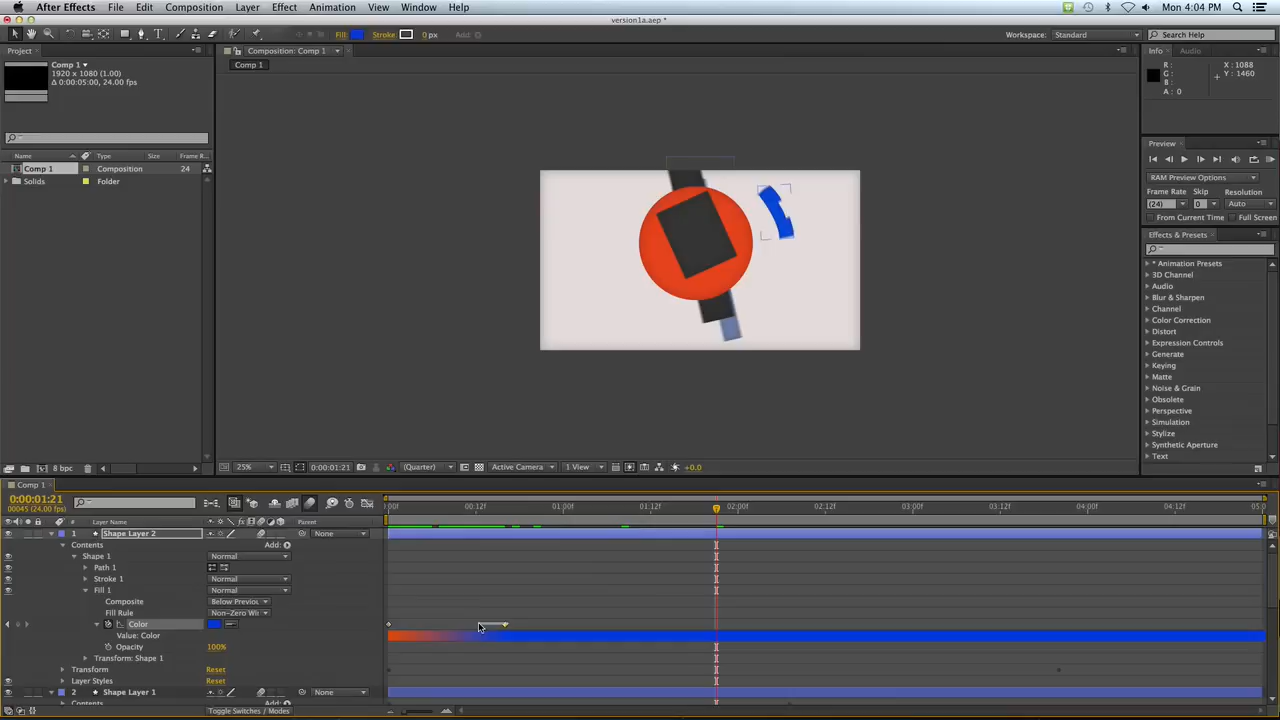 After Effects File Edit Composition Layer Effect Animation View Window Help Mon 4:04 PM
version1a.aep *
Fill: Stroke: 0 px Add: Workspace: Standard Search Help
Project Composition: Comp 1 Info Audio
Comp 1
Comp 1
1920 x 1080 (1.00)
Δ 0:00:05:00, 24.00 fps
R : X : 1088
G : Y : 1460
B :
A : 0
Preview
RAM Preview Options
Frame Rate Skip Resolution
(24) 0 Auto
From Current Time Full Screen
Name Type Size Frame R...
Comp 1 Composition 24
Solids Folder
Effects & Presets
* Animation Presets
3D Channel
Audio
Blur & Sharpen
Channel
Color Correction
Distort
Expression Controls
Generate
Keying
Matte
Noise & Grain
Obsolete
Perspective
Simulation
Stylize
Synthetic Aperture
Text
8 bpc 25% 0:00:01:21 (Quarter) Active Camera 1 View +0.0
Comp 1
0:00:01:21
00045 (24.00 fps)
:00f 00:12f 01:00f 01:12f 02:00f 02:12f 03:00f 03:12f 04:00f 04:12f 05:0
# Layer Name Parent
1 Shape Layer 2 None
Contents Add:
Shape 1 Normal
Path 1
Stroke 1 Normal
Fill 1 Normal
Composite Below Previou
Fill Rule Non-Zero Wi
Color
Value: Color
Opacity 100%
Transform: Shape 1
Transform Reset
Layer Styles Reset
2 Shape Layer 1 None
Contents Add:
Toggle Switches / Modes